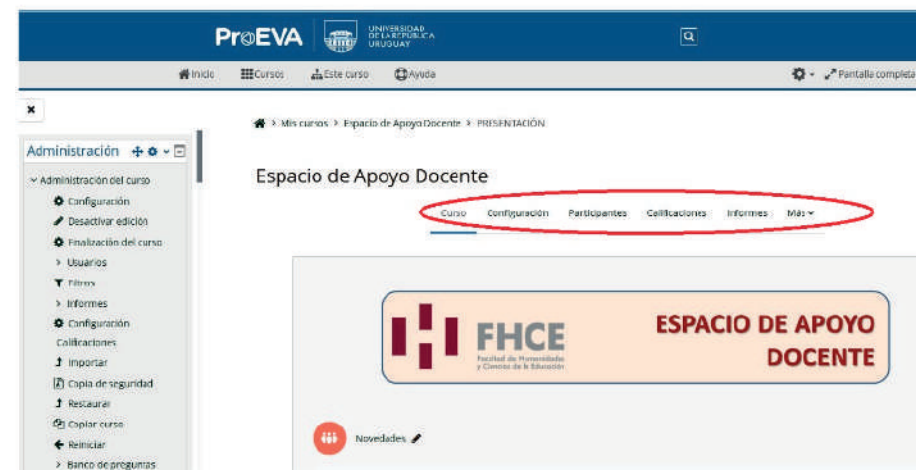 ProEVA
UNIVERSIDAD
DE LA REPÚBLICA
URUGUAY
Inicio Cursos Este curso Ayuda Pantalla completa
Mis cursos > Espacio de Apoyo Docente > PRESENTACIÓN
Administración
Administración del curso
Configuración
Desactivar edición
Finalización del curso
> Usuarios
Filtros
> Informes
Configuración
Calificaciones
Importar
Copia de seguridad
Restaurar
Copiar curso
Reiniciar
> Banco de preguntas
Espacio de Apoyo Docente
Curso Configuración Participantes Calificaciones Informes Más
FHCE
Facultad de Humanidades
y Ciencias de la Educación
ESPACIO DE APOYO
DOCENTE
Novedades